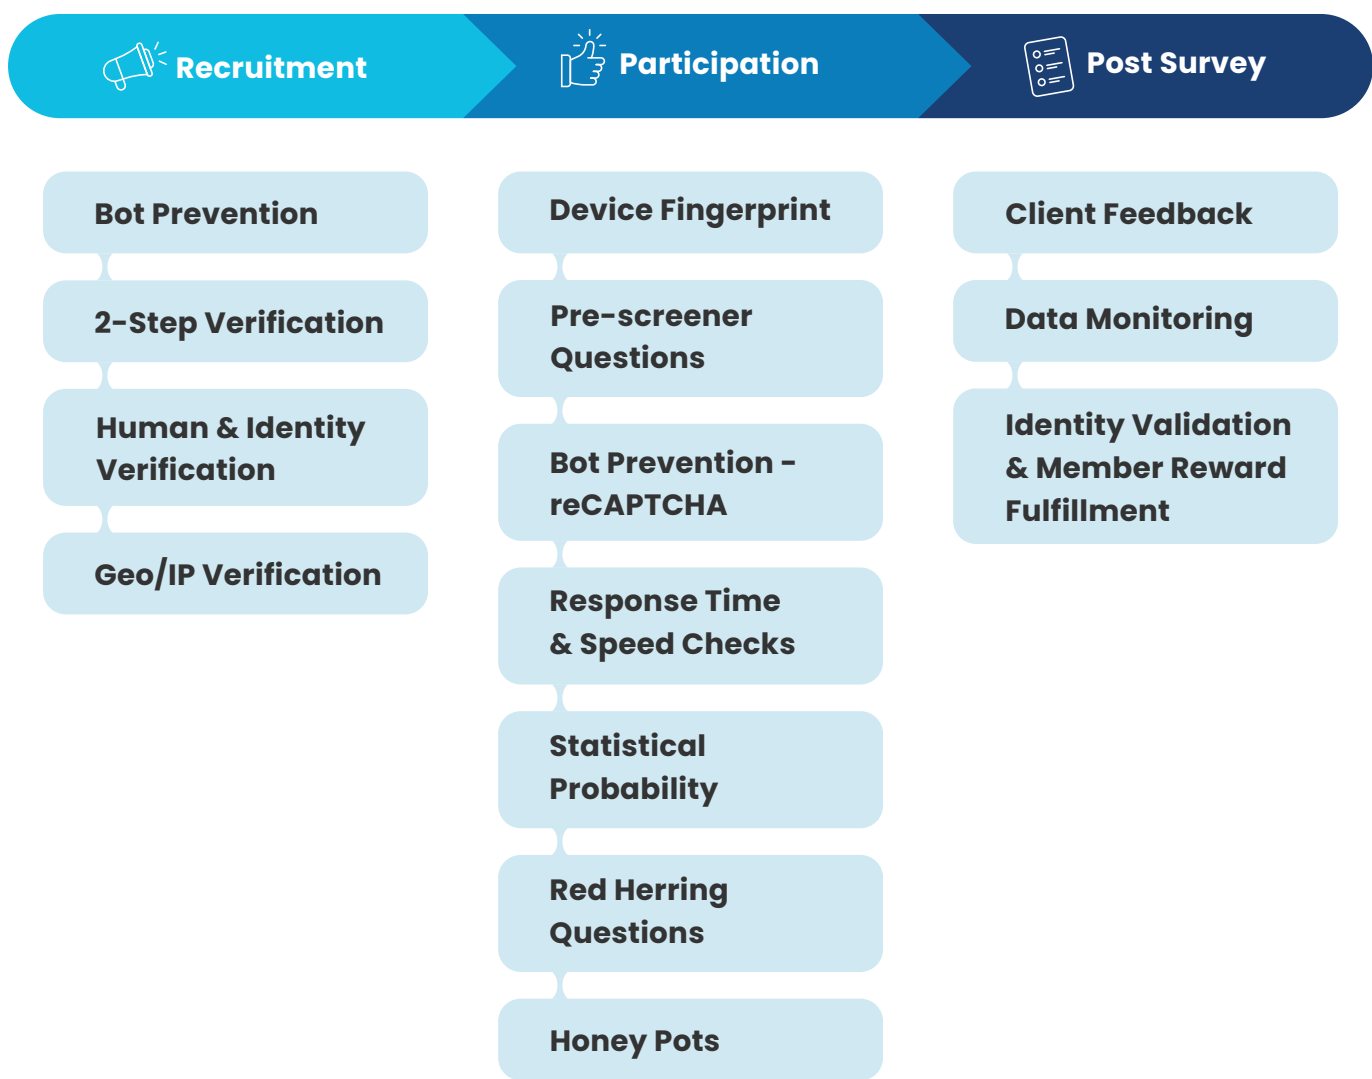 Recruitment
Participation
Post Survey
Bot Prevention
2-Step Verification
Human & Identity
Verification
Geo/IP Verification
Device Fingerprint
Pre-screener
Questions
Bot Prevention -
reCAPTCHA
Response Time
& Speed Checks
Statistical
Probability
Red Herring
Questions
Honey Pots
Client Feedback
Data Monitoring
Identity Validation
& Member Reward
Fulfillment